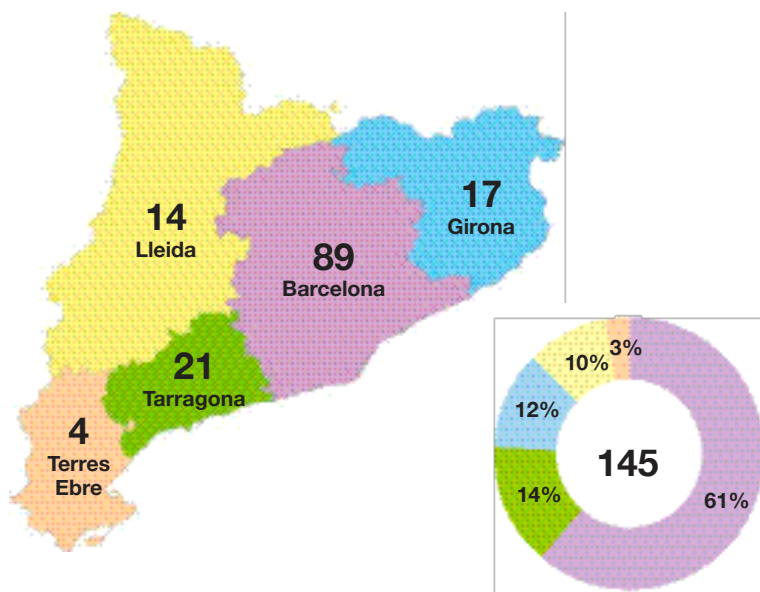 14
Lleida
17
Girona
89
Barcelona
21
Tarragona
4
Terres
Ebre
3%
10%
12%
14%
61%
145